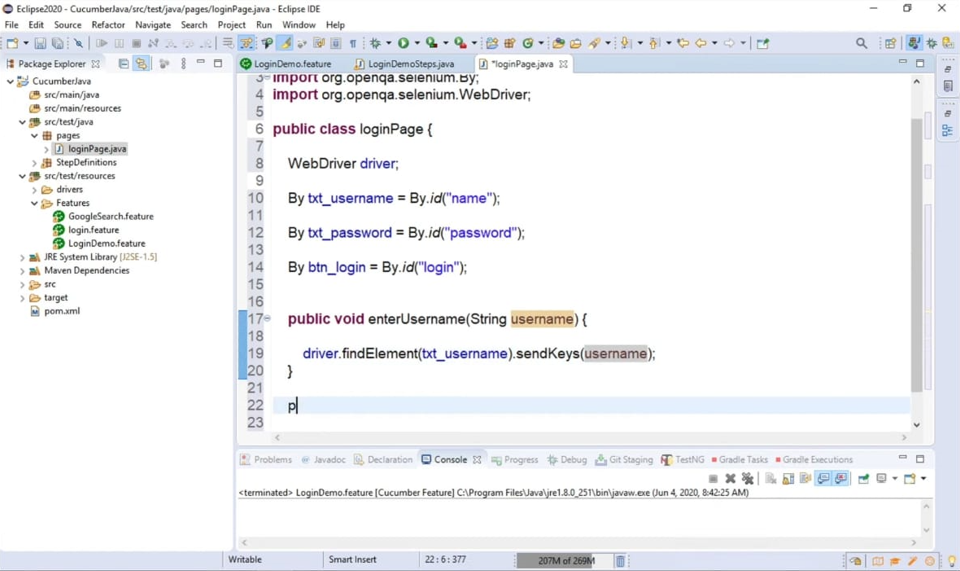 Eclipse2020 - CucumberJava/src/test/java/pages/loginPage.java - Eclipse IDE
File Edit Source Refactor Navigate Search Project Run Window Help
Package Explorer
CucumberJava
src/main/java
src/main/resources
src/test/java
pages
loginPage.java
StepDefinitions
src/test/resources
drivers
Features
GoogleSearch.feature
login.feature
LoginDemo.feature
JRE System Library [J2SE-1.5]
Maven Dependencies
src
target
pom.xml
LoginDemo.feature LoginDemoSteps.java *loginPage.java
3 import org.openqa.selenium.By;
4 import org.openqa.selenium.WebDriver;
5
6 public class loginPage {
7
8 WebDriver driver;
9
10 By txt_username = By.id("name");
11
12 By txt_password = By.id("password");
13
14 By btn_login = By.id("login");
15
16
17 public void enterUsername(String username) {
18
19 driver.findElement(txt_username).sendKeys(username);
20 }
21
22 p
23
Problems Javadoc Declaration Console Progress Debug Git Staging TestNG Gradle Tasks Gradle Executions
<terminated> LoginDemo.feature [Cucumber Feature] C:\Program Files\Java\jre1.8.0_251\bin\javaw.exe (Jun 4, 2020, 8:42:25 AM)
Writable Smart Insert 22 : 6 : 377 207M of 269M